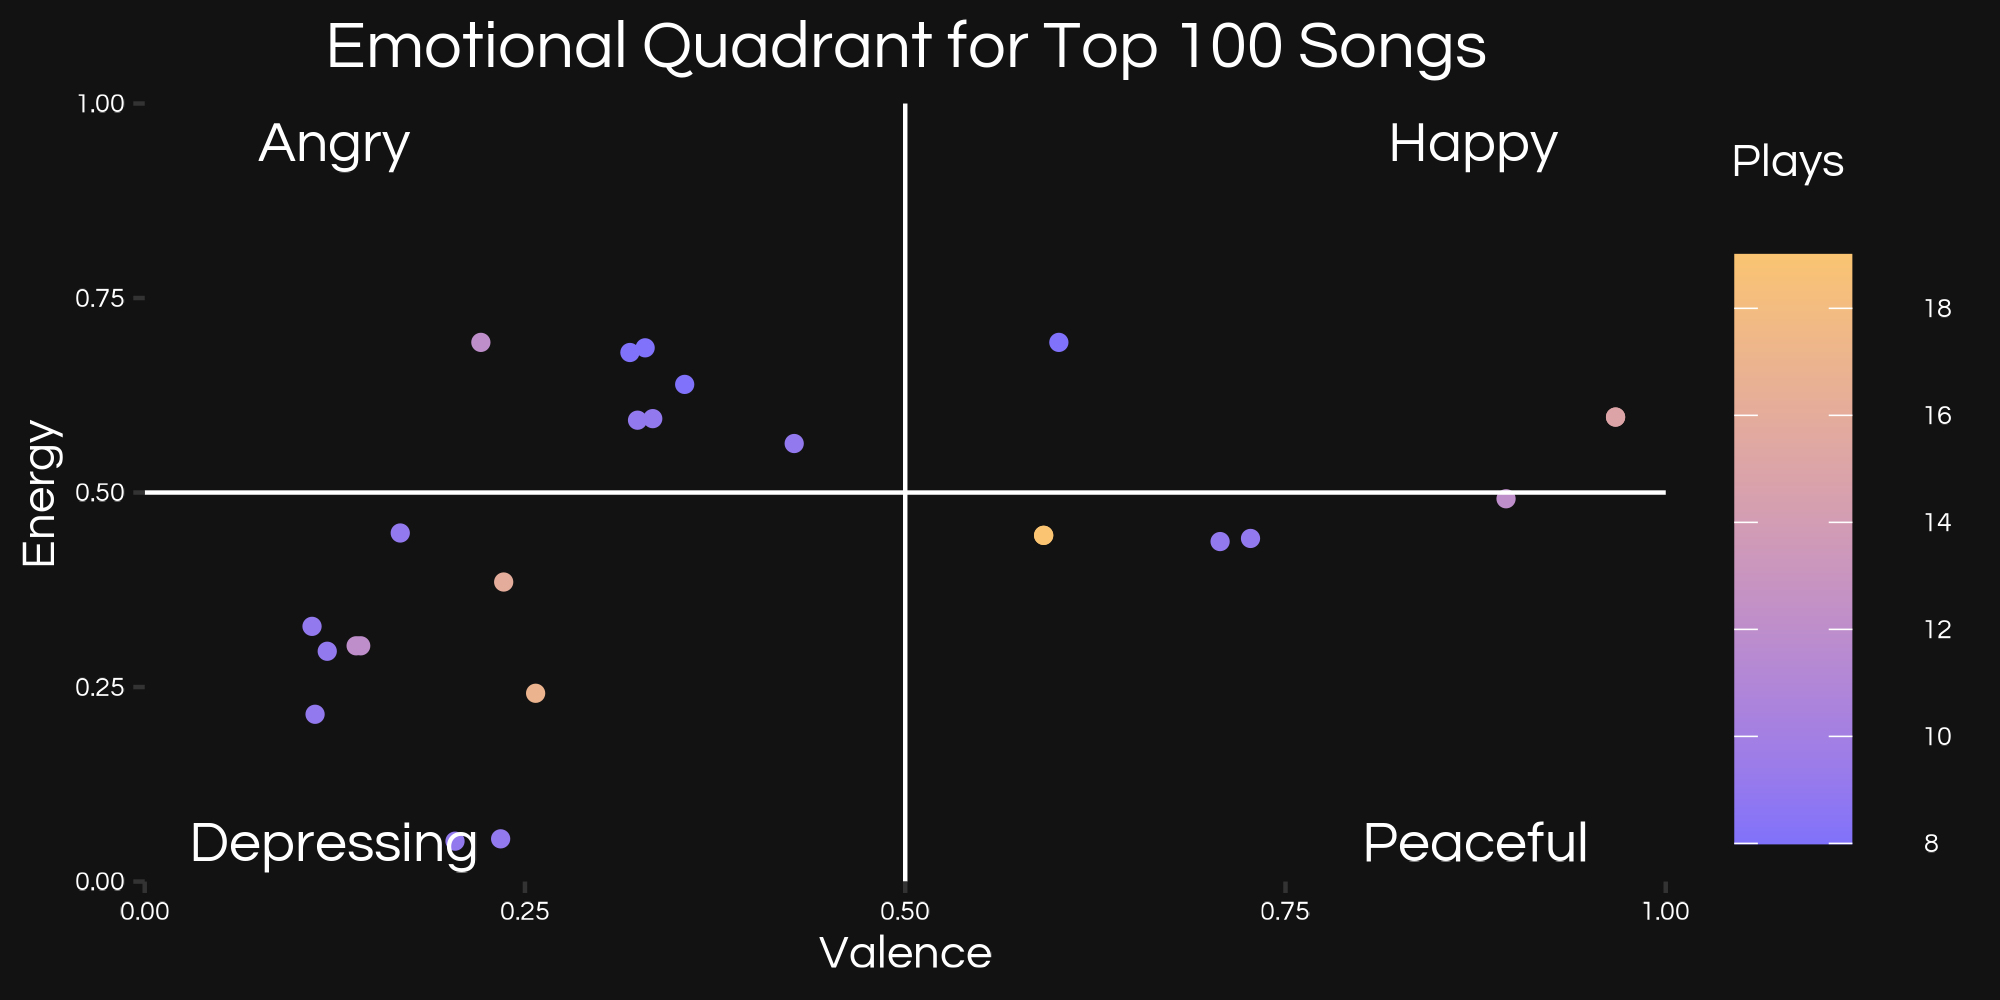 Emotional Quadrant for Top 100 Songs
1.00
Angry
Happy
Plays
0.75
18
16
Energy
0.50
14
12
0.25
10
Depressing
Peaceful
8
0.00
0.00 0.25 0.50 0.75 1.00
Valence